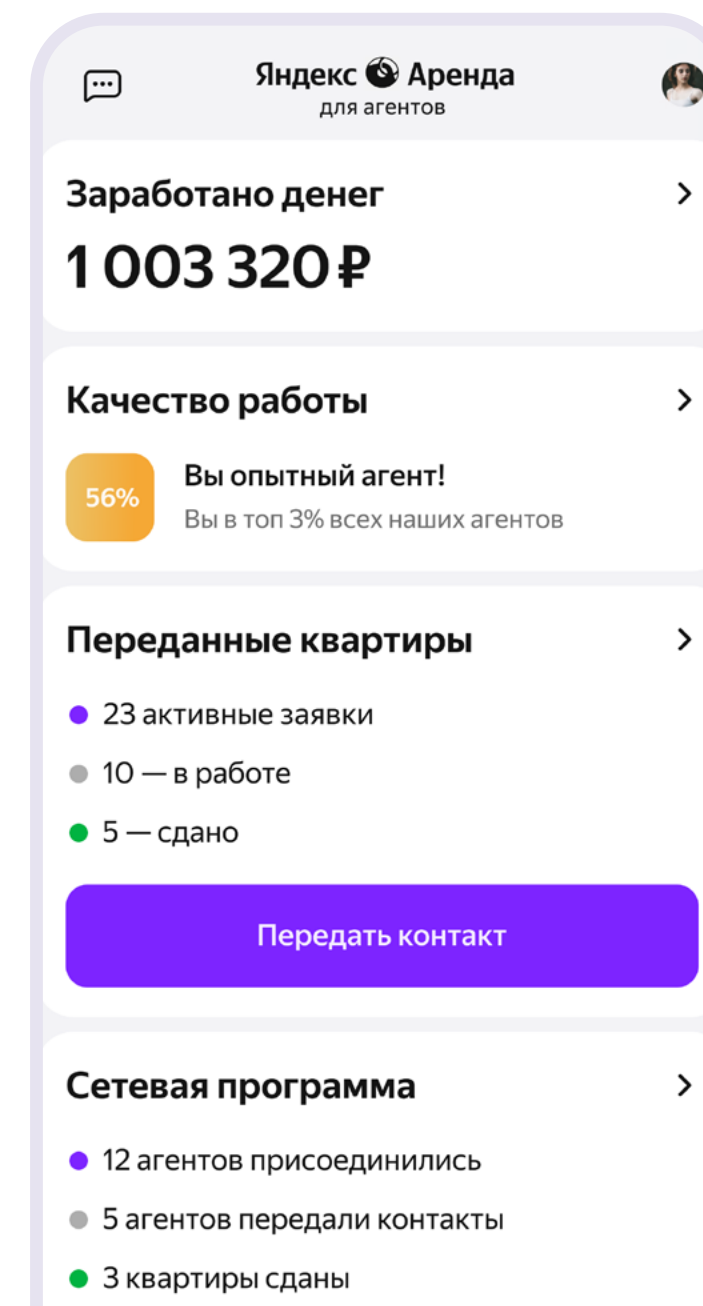 Яндекс Аренда
для агентов
Заработано денег
1 003 320 ₽
Качество работы
56%
Вы опытный агент!
Вы в топ 3% всех наших агентов
Переданные квартиры
23 активные заявки
10 — в работе
5 — сдано
Передать контакт
Сетевая программа
12 агентов присоединились
5 агентов передали контакты
3 квартиры сданы